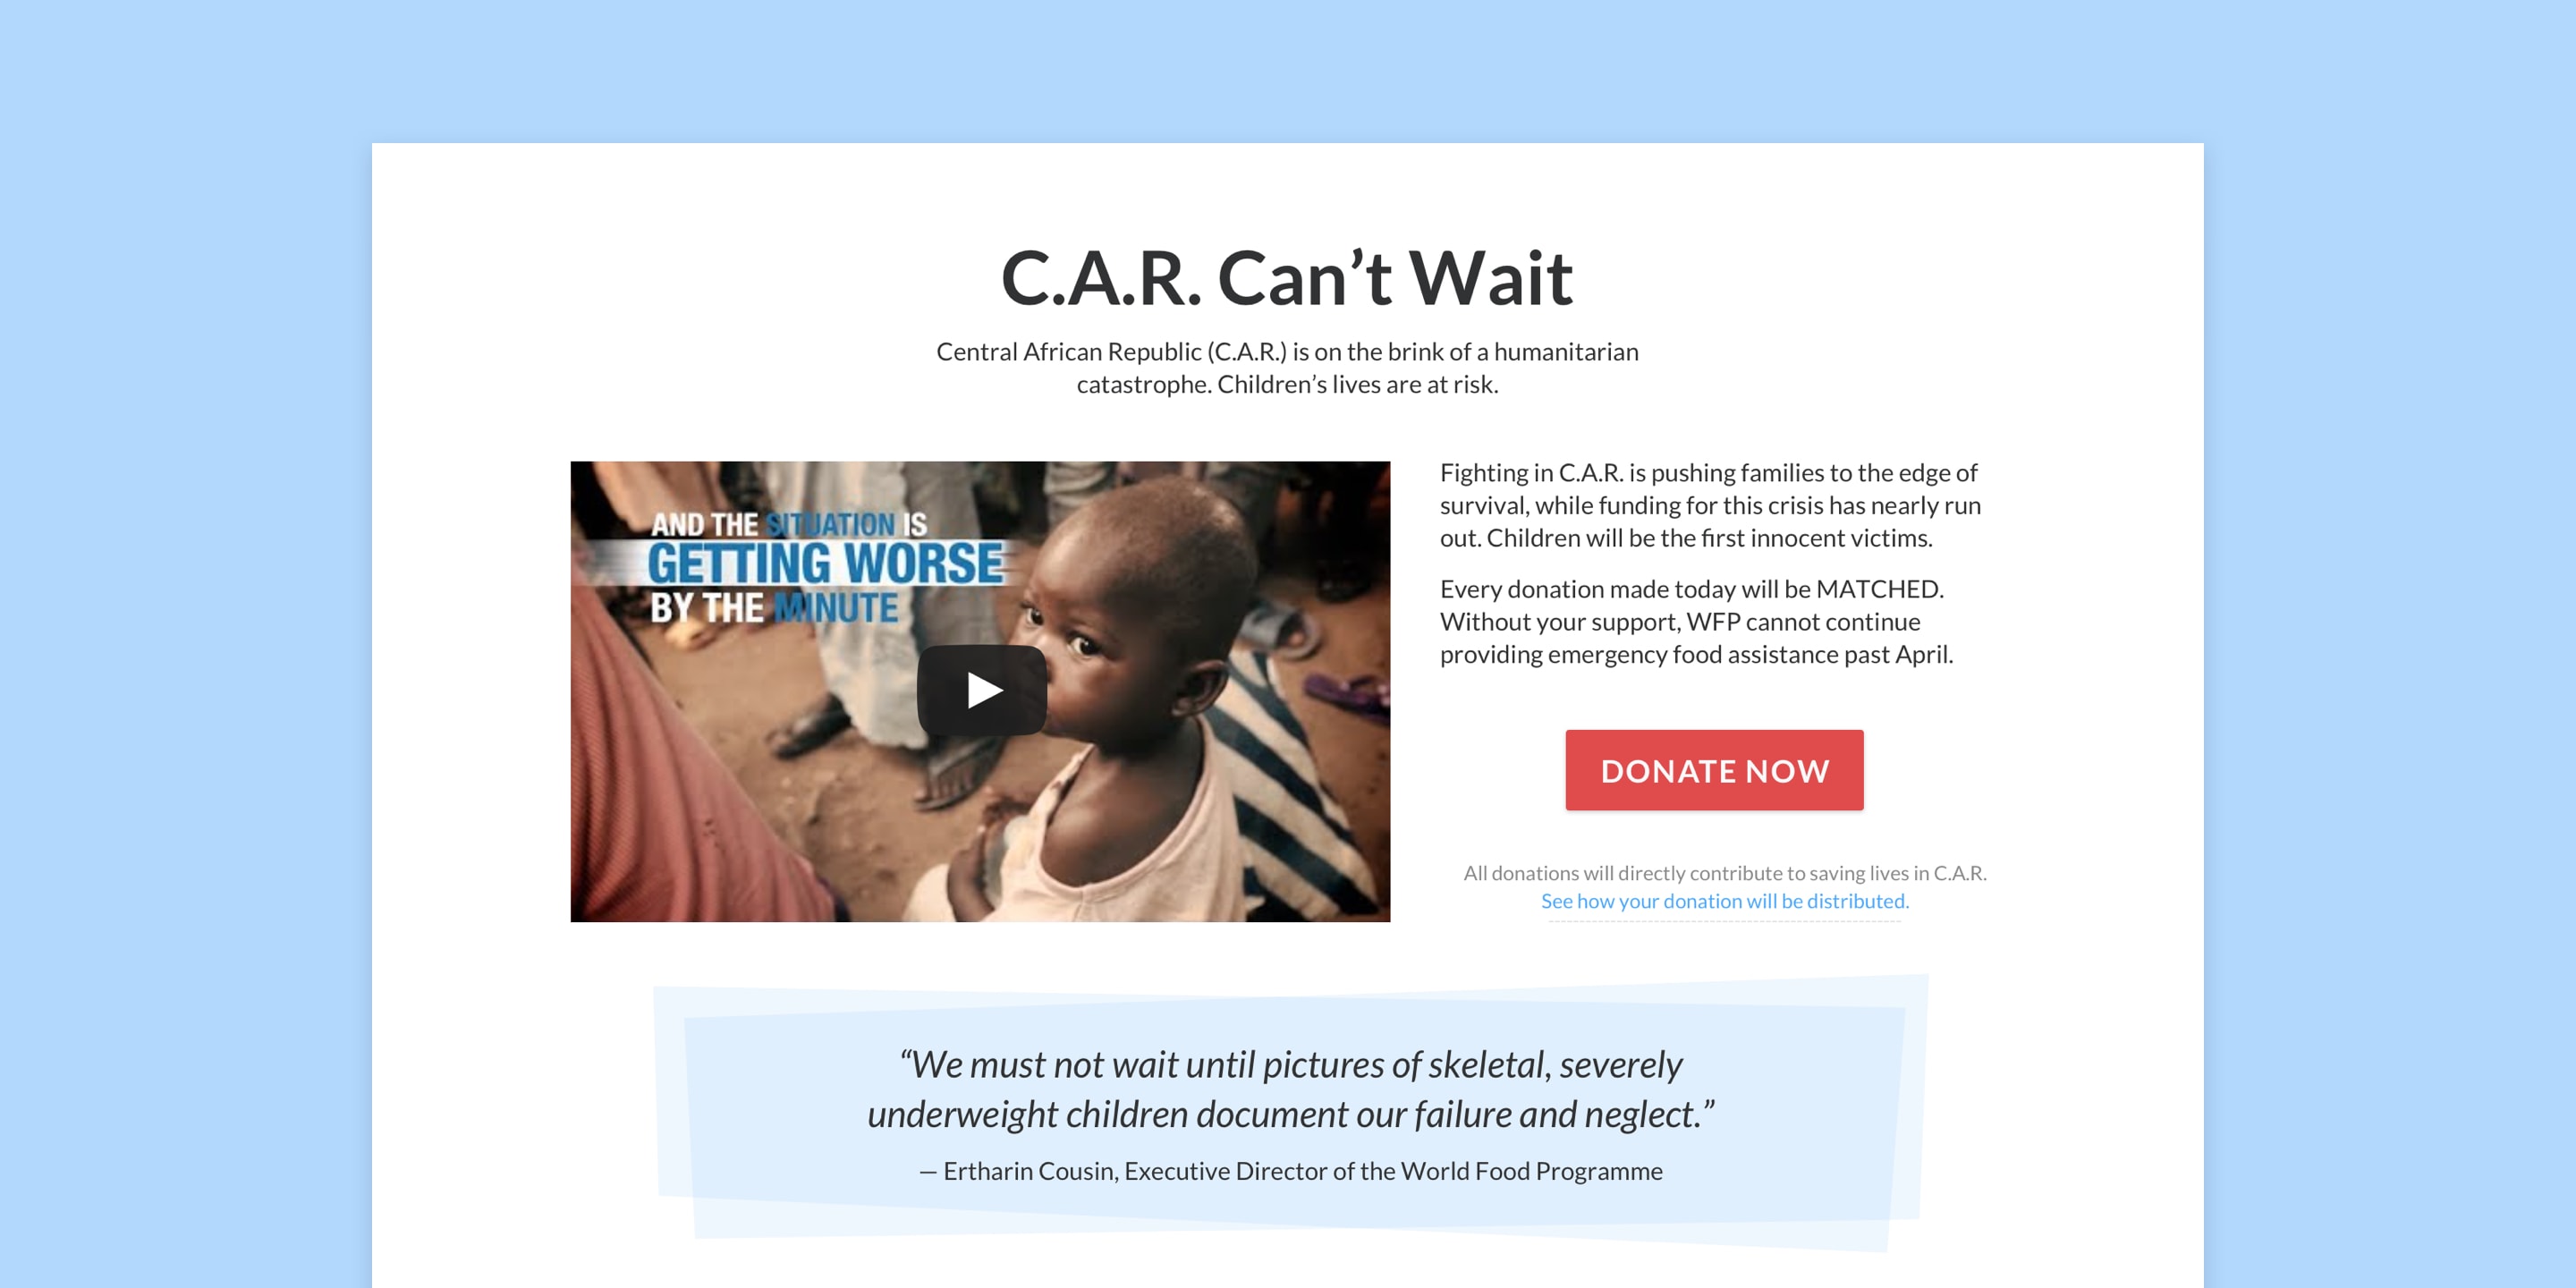 C.A.R. Can’t Wait
Central African Republic (C.A.R.) is on the brink of a humanitarian
catastrophe. Children’s lives are at risk.
AND THE SITUATION IS
GETTING WORSE
BY THE MINUTE
Fighting in C.A.R. is pushing families to the edge of
survival, while funding for this crisis has nearly run
out. Children will be the first innocent victims.
Every donation made today will be MATCHED.
Without your support, WFP cannot continue
providing emergency food assistance past April.
DONATE NOW
All donations will directly contribute to saving lives in C.A.R.
See how your donation will be distributed.
“We must not wait until pictures of skeletal, severely
underweight children document our failure and neglect.”
— Ertharin Cousin, Executive Director of the World Food Programme